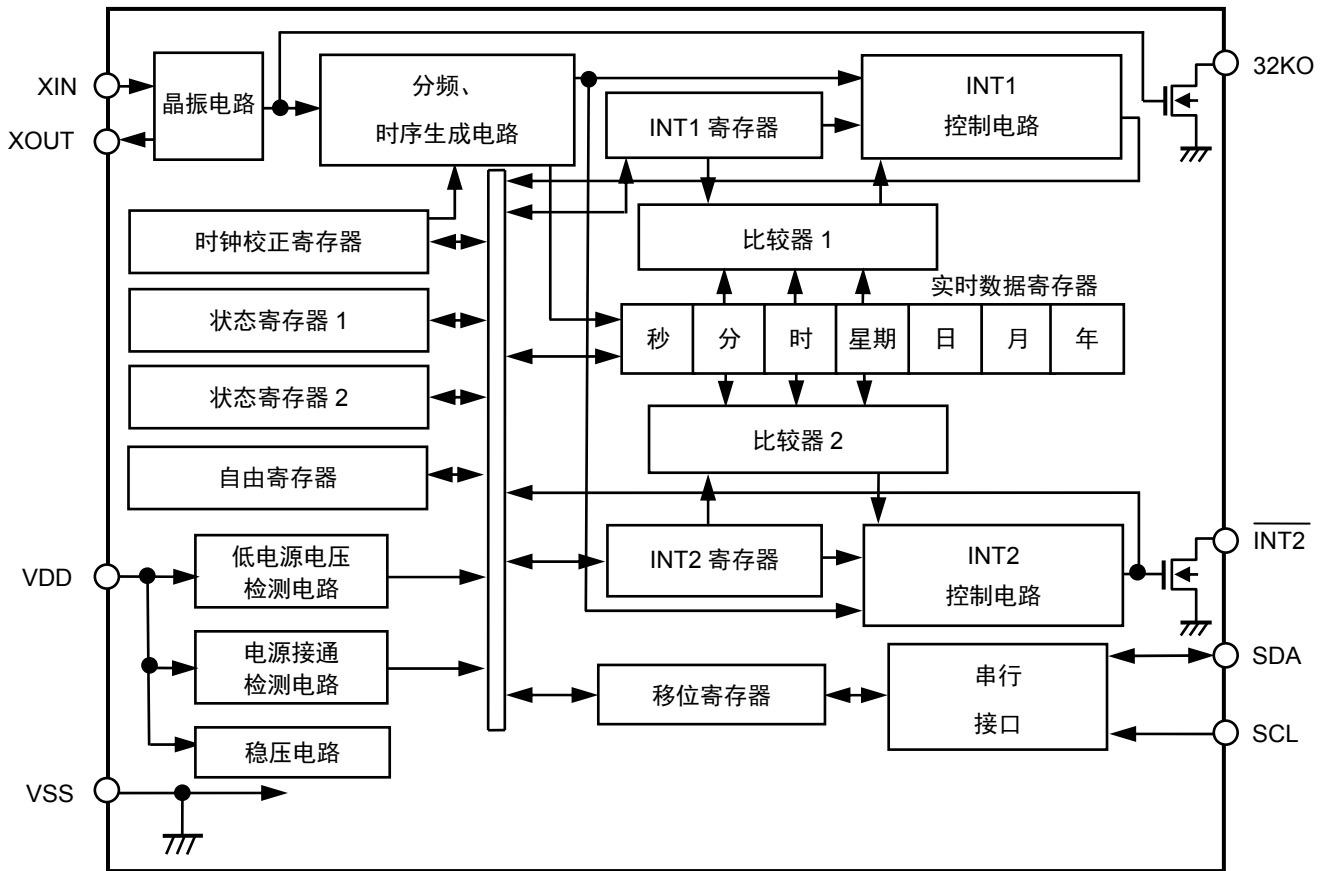 XIN
XOUT
晶振电路
分频、
时序生成电路
INT1 寄存器
INT1
控制电路
32KO
时钟校正寄存器
比较器 1
实时数据寄存器
状态寄存器 1
秒 分 时 星期 日 月 年
状态寄存器 2
比较器 2
自由寄存器
VDD
低电源电压
检测电路
INT2 寄存器
INT2
控制电路
INT2
电源接通
检测电路
移位寄存器
串行
接口
SDA
SCL
稳压电路
VSS